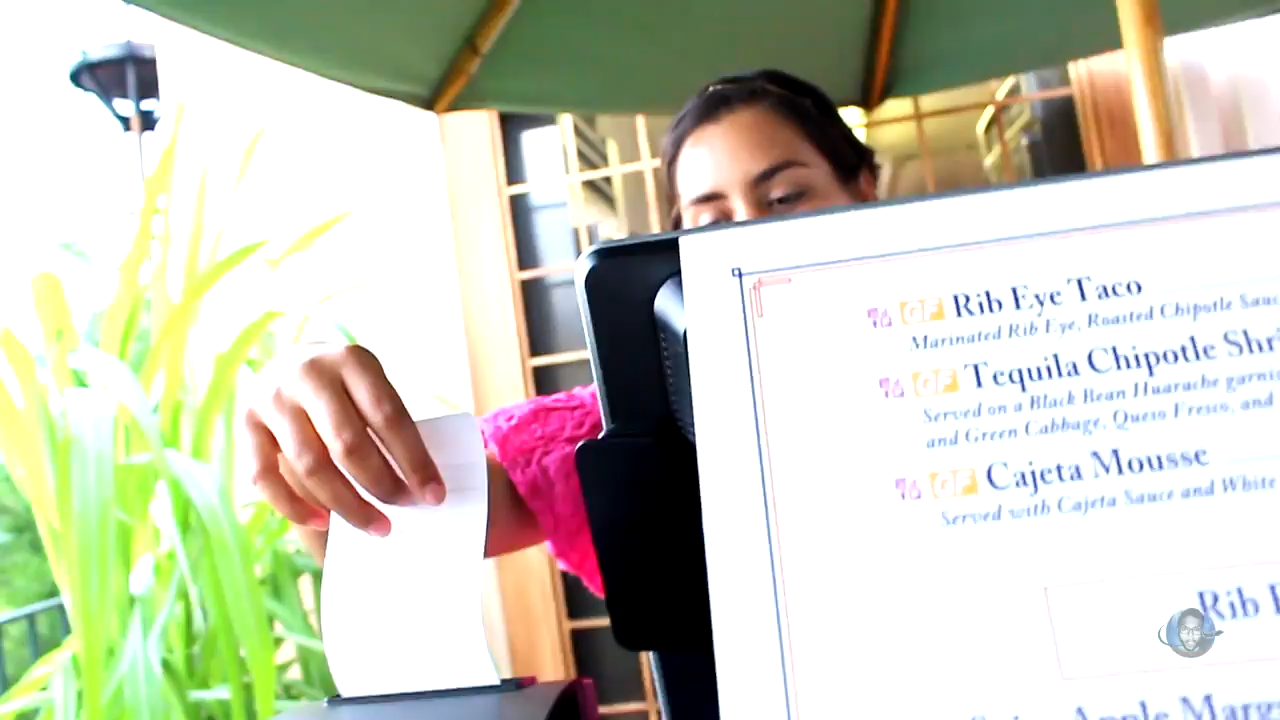 GF Rib Eye Taco
Marinated Rib Eye, Roasted Chipotle
GF Tequila Chipotle
Served on a Black Bean Huarache
and Green Cabbage, Queso Fresco, and
GF Cajeta Mousse
Served with Cajeta Sauce and White
Rib
Apple